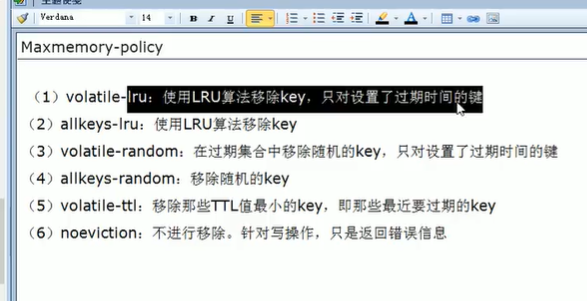 Verdana 14 B I U
Maxmemory-policy
（1）volatile-lru：使用LRU算法移除key，只对设置了过期时间的键
（2）allkeys-lru：使用LRU算法移除key
（3）volatile-random：在过期集合中移除随机的key，只对设置了过期时间的键
（4）allkeys-random：移除随机的key
（5）volatile-ttl：移除那些TTL值最小的key，即那些最近要过期的key
（6）noeviction：不进行移除。针对写操作，只是返回错误信息